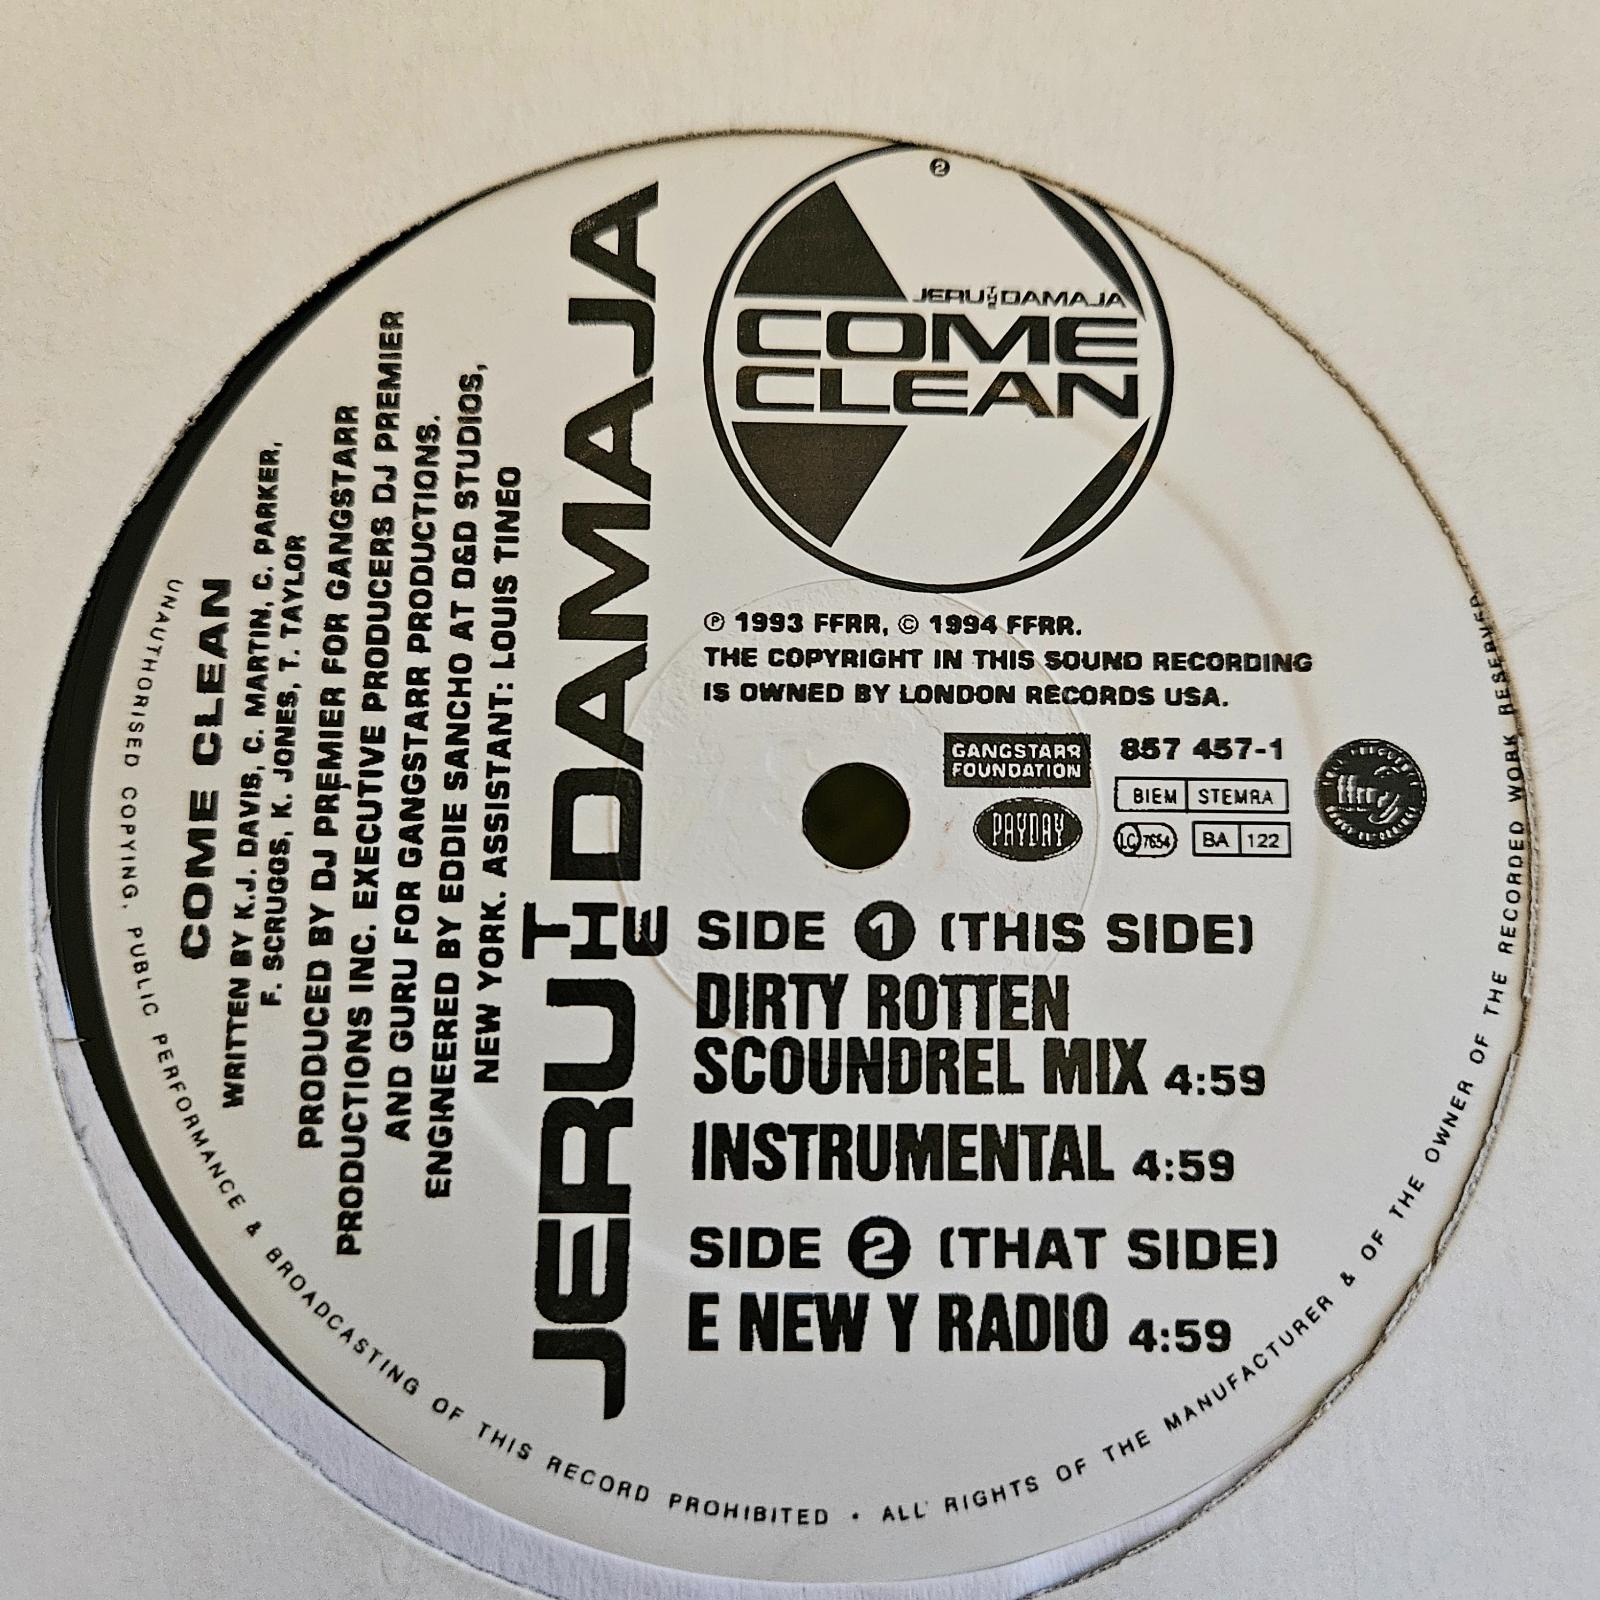 ❷
JERU THE DAMAJA
COME
CLEAN
JERU THE DAMAJA
COME CLEAN
WRITTEN BY K.J. DAVIS, C. MARTIN, C. PARKER,
F. SCRUGGS, K. JONES, T. TAYLOR
PRODUCED BY DJ PREMIER FOR GANGSTARR
PRODUCTIONS INC. EXECUTIVE PRODUCERS DJ PREMIER
AND GURU FOR GANGSTARR PRODUCTIONS.
ENGINEERED BY EDDIE SANCHO AT D&D STUDIOS,
NEW YORK. ASSISTANT: LOUIS TINEO
℗ 1993 FFRR, © 1994 FFRR.
THE COPYRIGHT IN THIS SOUND RECORDING
IS OWNED BY LONDON RECORDS USA.
GANGSTARR
FOUNDATION
PAYDAY
857 457-1
BIEM STEMRA
LC 7654 BA 122
ffrr
SIDE ❶ (THIS SIDE)
DIRTY ROTTEN
SCOUNDREL MIX 4:59
INSTRUMENTAL 4:59
SIDE ❷ (THAT SIDE)
E NEW Y RADIO 4:59
UNAUTHORISED COPYING, PUBLIC PERFORMANCE & BROADCASTING OF THIS RECORD PROHIBITED • ALL RIGHTS OF THE MANUFACTURER & OF THE OWNER OF THE RECORDED WORK RESERVED